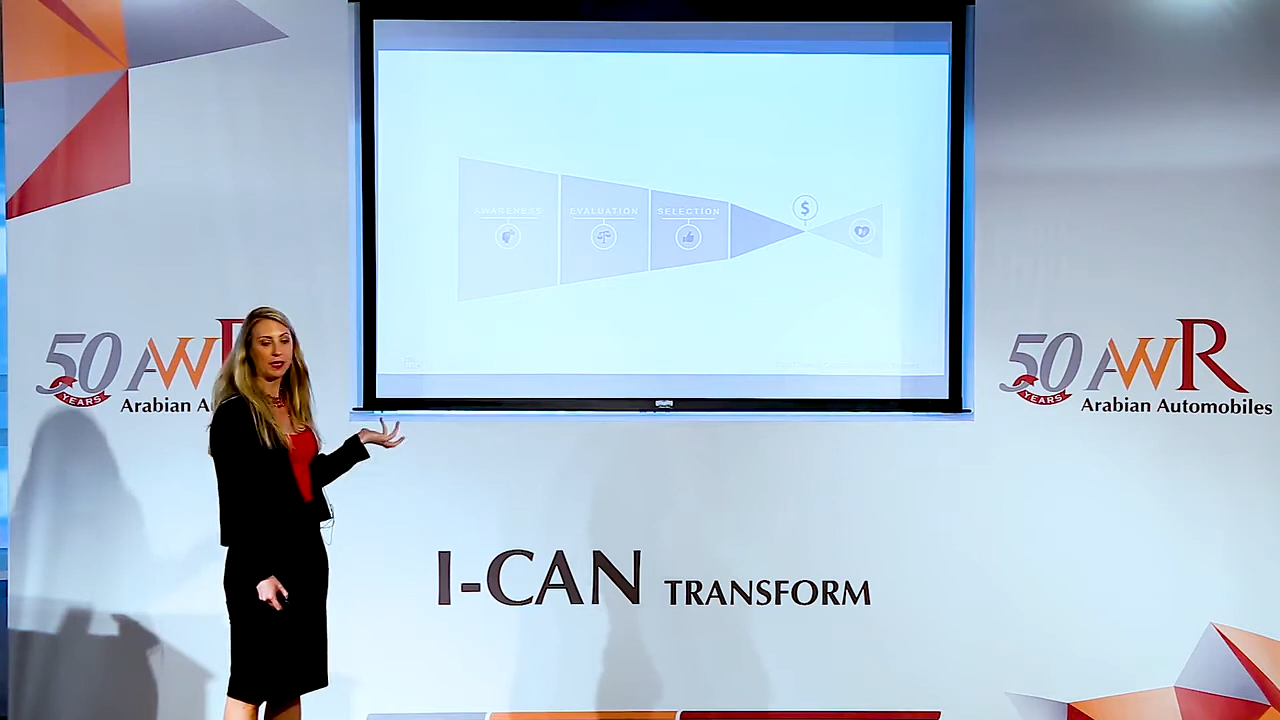 AWARENESS
EVALUATION
SELECTION
$
50
YEARS
AWR
Arabian A
50
YEARS
AWR
Arabian Automobiles
I-CAN TRANSFORM